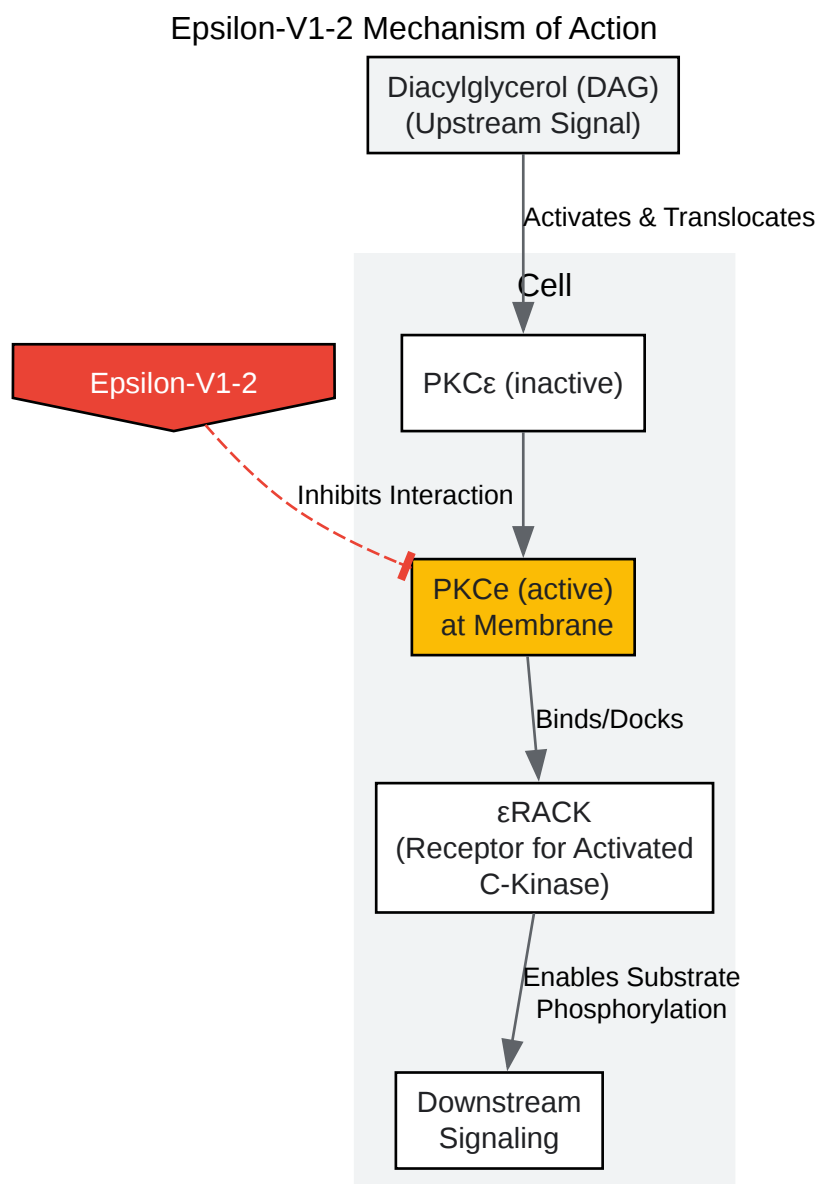 Epsilon-V1-2 Mechanism of Action
Diacylglycerol (DAG)
(Upstream Signal)
Activates & Translocates
Cell
Epsilon-V1-2
PKCε (inactive)
Inhibits Interaction
PKCe (active)
at Membrane
Binds/Docks
εRACK
(Receptor for Activated
C-Kinase)
Enables Substrate
Phosphorylation
Downstream
Signaling